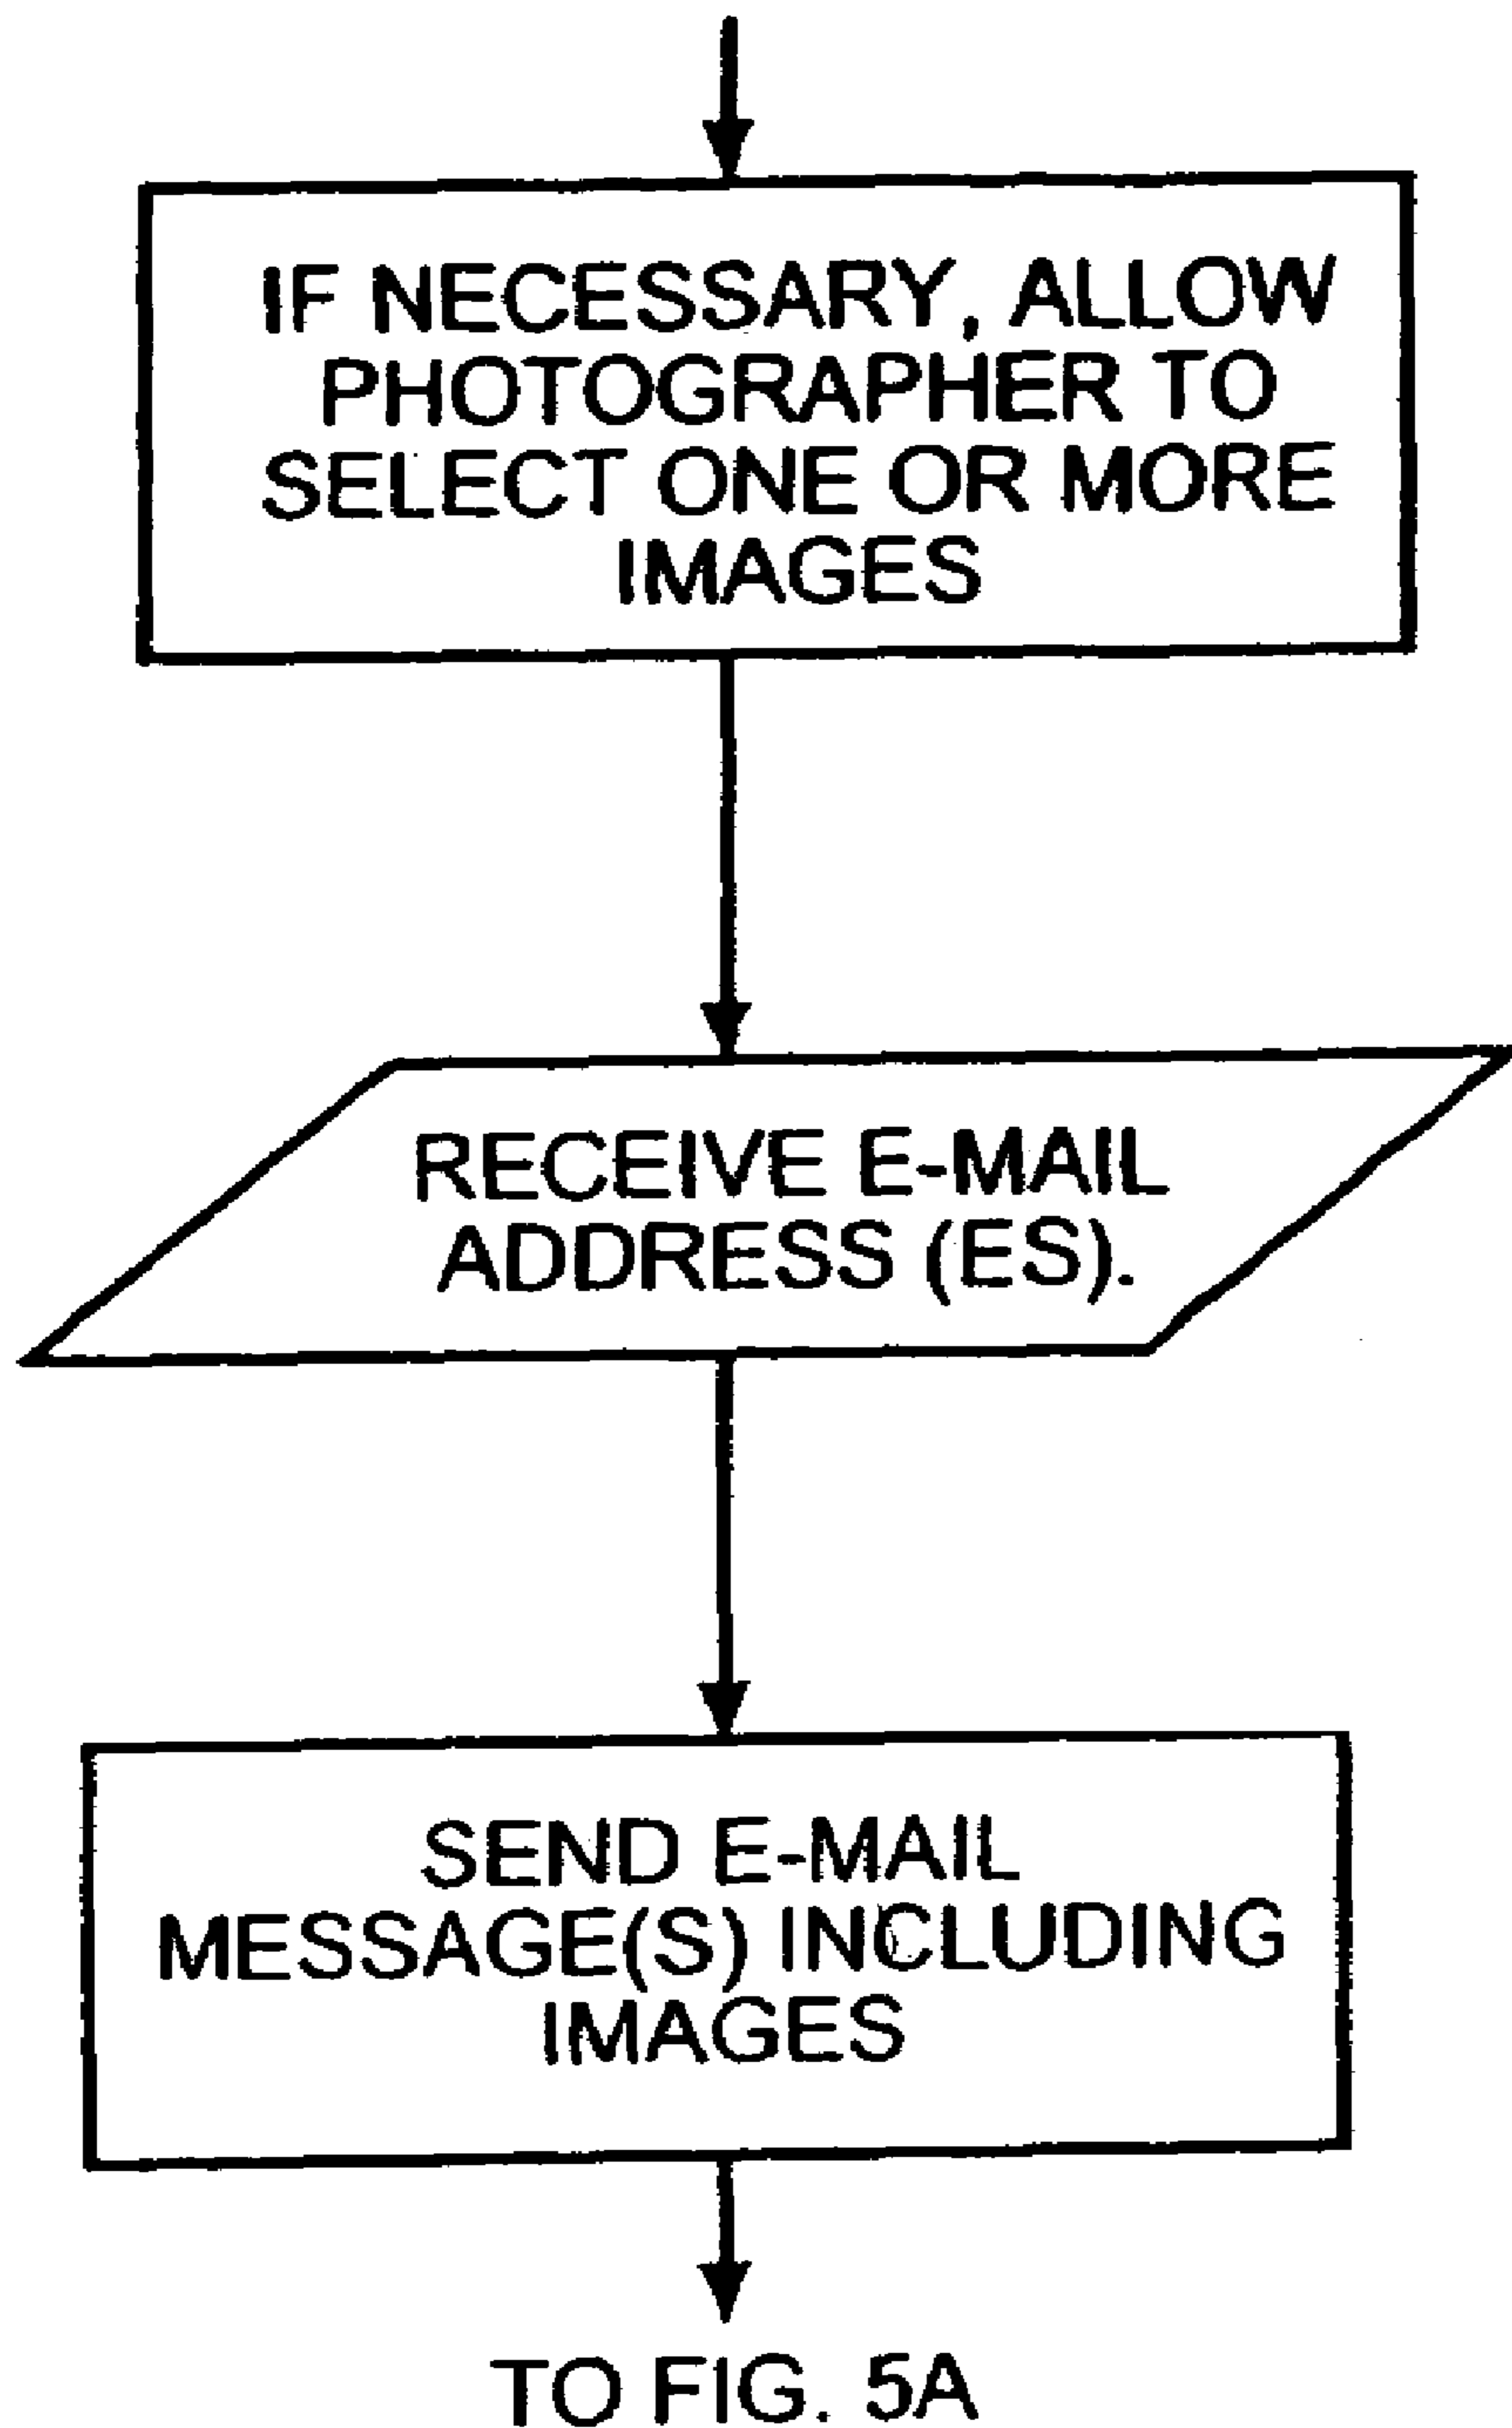 IF NECESSARY, ALLOW
PHOTOGRAPHER TO
SELECT ONE OR MORE
IMAGES
RECEIVE E-MAIL
ADDRESS (ES).
SEND E-MAIL
MESSAGE(S) INCLUDING
IMAGES
TO FIG. 5A